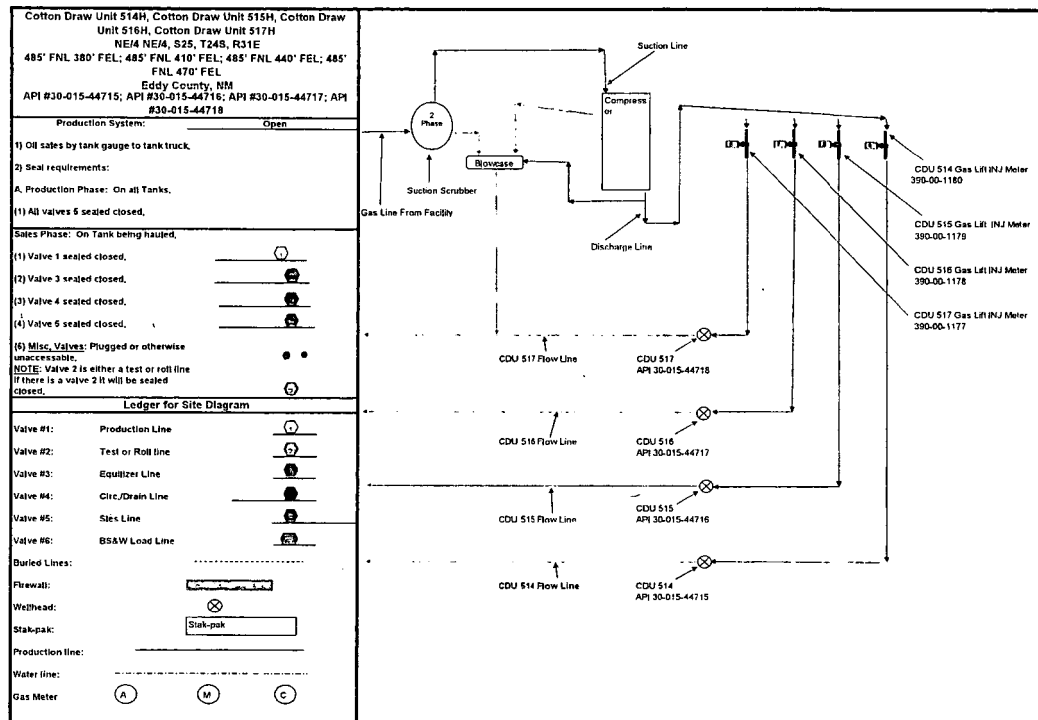 Cotton Draw Unit 514H, Cotton Draw Unit 515H, Cotton Draw
Unit 516H, Cotton Draw Unit 517H
NE/4 NE/4, S25, T24S, R31E
485' FNL 380' FEL; 485' FNL 410' FEL; 485' FNL 440' FEL; 485'
FNL 470' FEL
Eddy County, NM
API #30-015-44715; API #30-015-44716; API #30-015-44717; API
#30-015-44718
Production System: Open
1) Oil sales by tank gauge to tank truck.
2) Seal requirements:
A. Production Phase: On all Tanks.
(1) All valves 5 sealed closed.
Sales Phase: On Tank being hauled.
(1) Valve 1 sealed closed.
(2) Valve 3 sealed closed.
(3) Valve 4 sealed closed.
(4) Valve 6 sealed closed.
(6) Misc. Valves: Plugged or otherwise
unaccessable.
NOTE: Valve 2 is either a test or roll line
if there is a valve 2 it will be sealed
closed.
Ledger for Site Diagram
Valve #1: Production Line
Valve #2: Test or Roll line
Valve #3: Equilizer Line
Valve #4: Circ./Drain Line
Valve #5: Sles Line
Valve #6: BS&W Load Line
Buried Lines:
Firewall:
Wellhead:
Stak-pak: Stak-pak
Production line:
Water line:
Gas Meter A M C
Suction Line
2
Phase
Compress
or
Blowcase
Suction Scrubber
Gas Line From Facility
Discharge Line
CDU 514 Gas Lift INJ Meter
390-00-1180
CDU 515 Gas Lift INJ Meter
390-00-1179
CDU 516 Gas Lift INJ Meter
390-00-1178
CDU 517 Gas Lift INJ Meter
390-00-1177
CDU 517 Flow Line
CDU 517
API 30-015-44718
CDU 516 Flow Line
CDU 516
API 30-015-44717
CDU 515 Flow Line
CDU 515
API 30-015-44716
CDU 514 Flow Line
CDU 514
API 30-015-44715